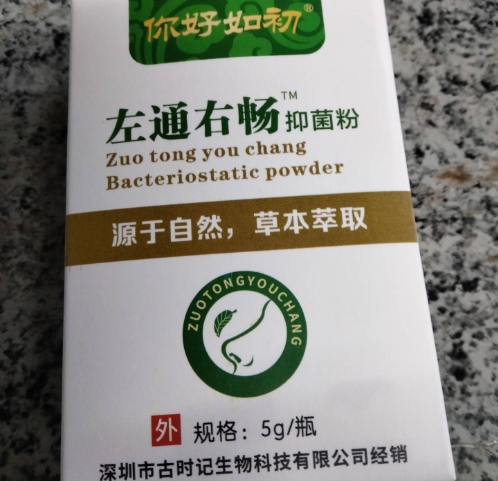 你好如初®
左通右畅™抑菌粉
Zuo tong you chang
Bacteriostatic powder
源于自然，草本萃取
ZUOTONGYOUCHANG
外 规格：5g/瓶
深圳市古时记生物科技有限公司经销